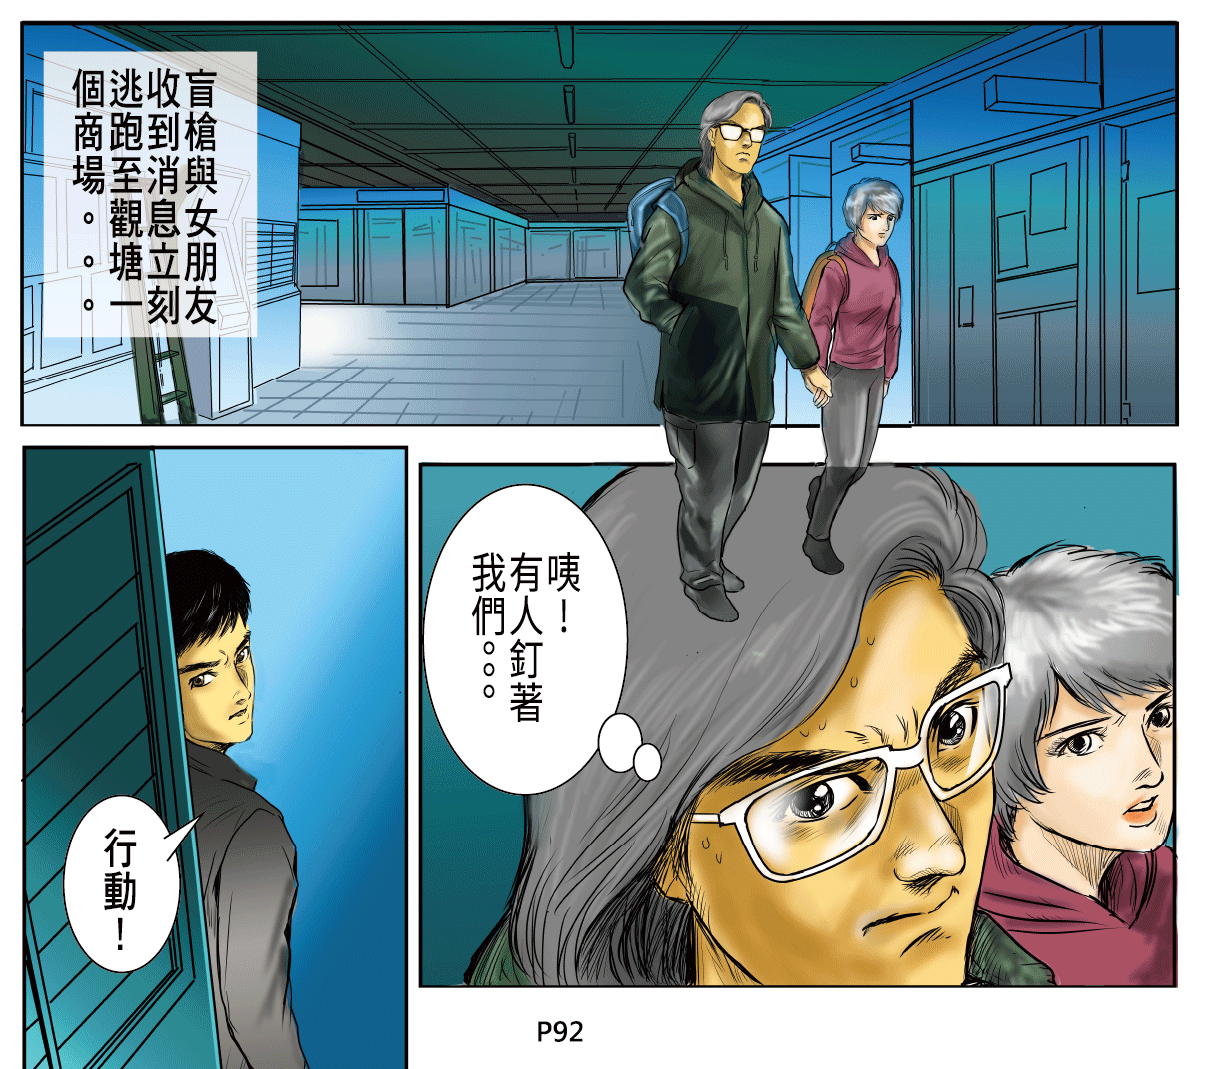 盲槍與女朋友
收到消息立刻
逃跑至觀塘一
個商場。。。
咦！
有人釘著
我們。。。
行動！
P92